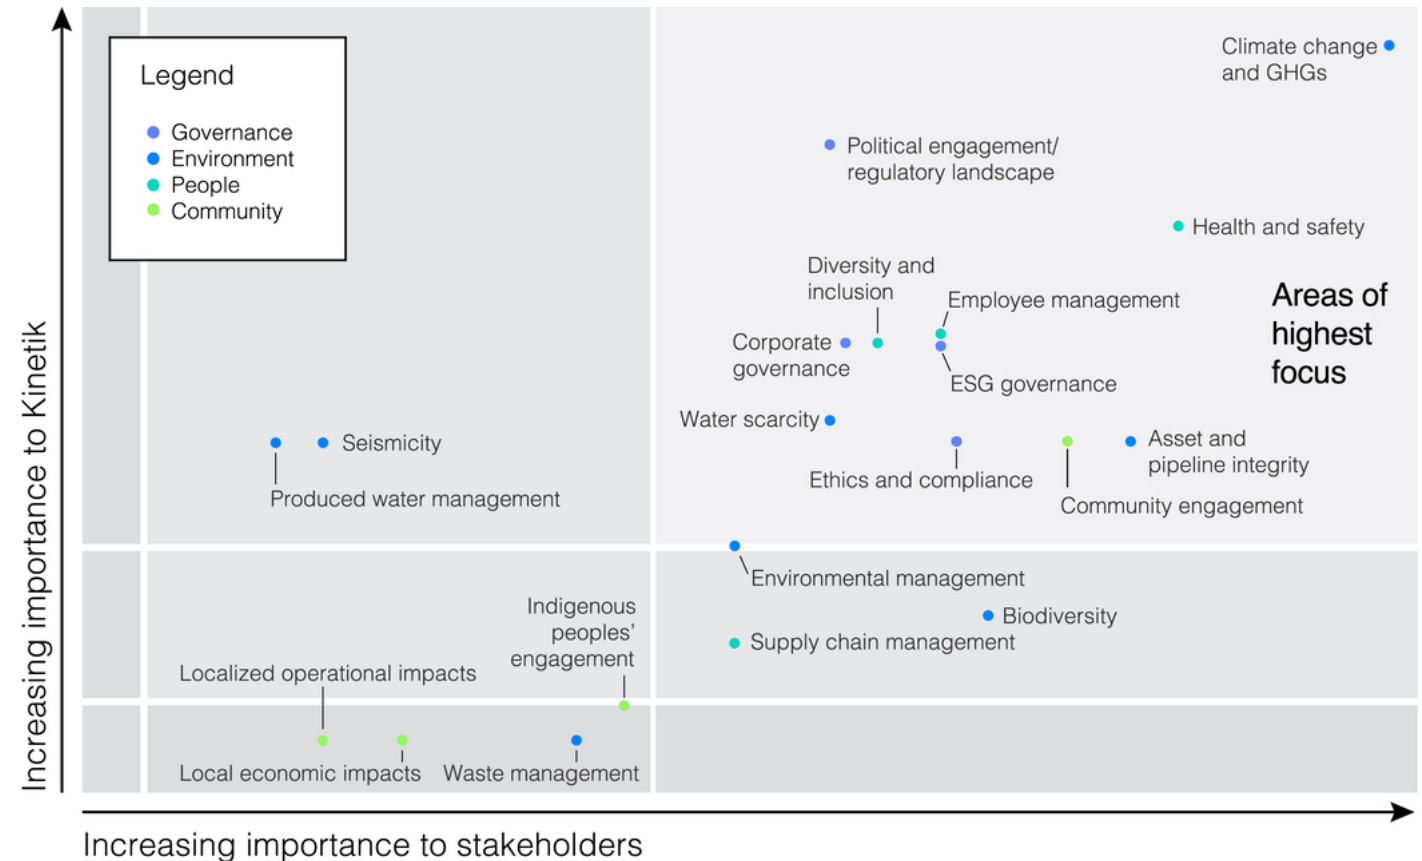 Legend
Governance
Environment
People
Community
Climate change
and GHGs
Political engagement/
regulatory landscape
Health and safety
Diversity and
inclusion
Employee management
Areas of
highest
focus
Corporate
governance
ESG governance
Water scarcity
Seismicity
Asset and
pipeline integrity
Ethics and compliance
Produced water management
Community engagement
Environmental management
Indigenous
peoples’
engagement
Biodiversity
Supply chain management
Localized operational impacts
Local economic impacts
Waste management
Increasing importance to Kinetik
Increasing importance to stakeholders